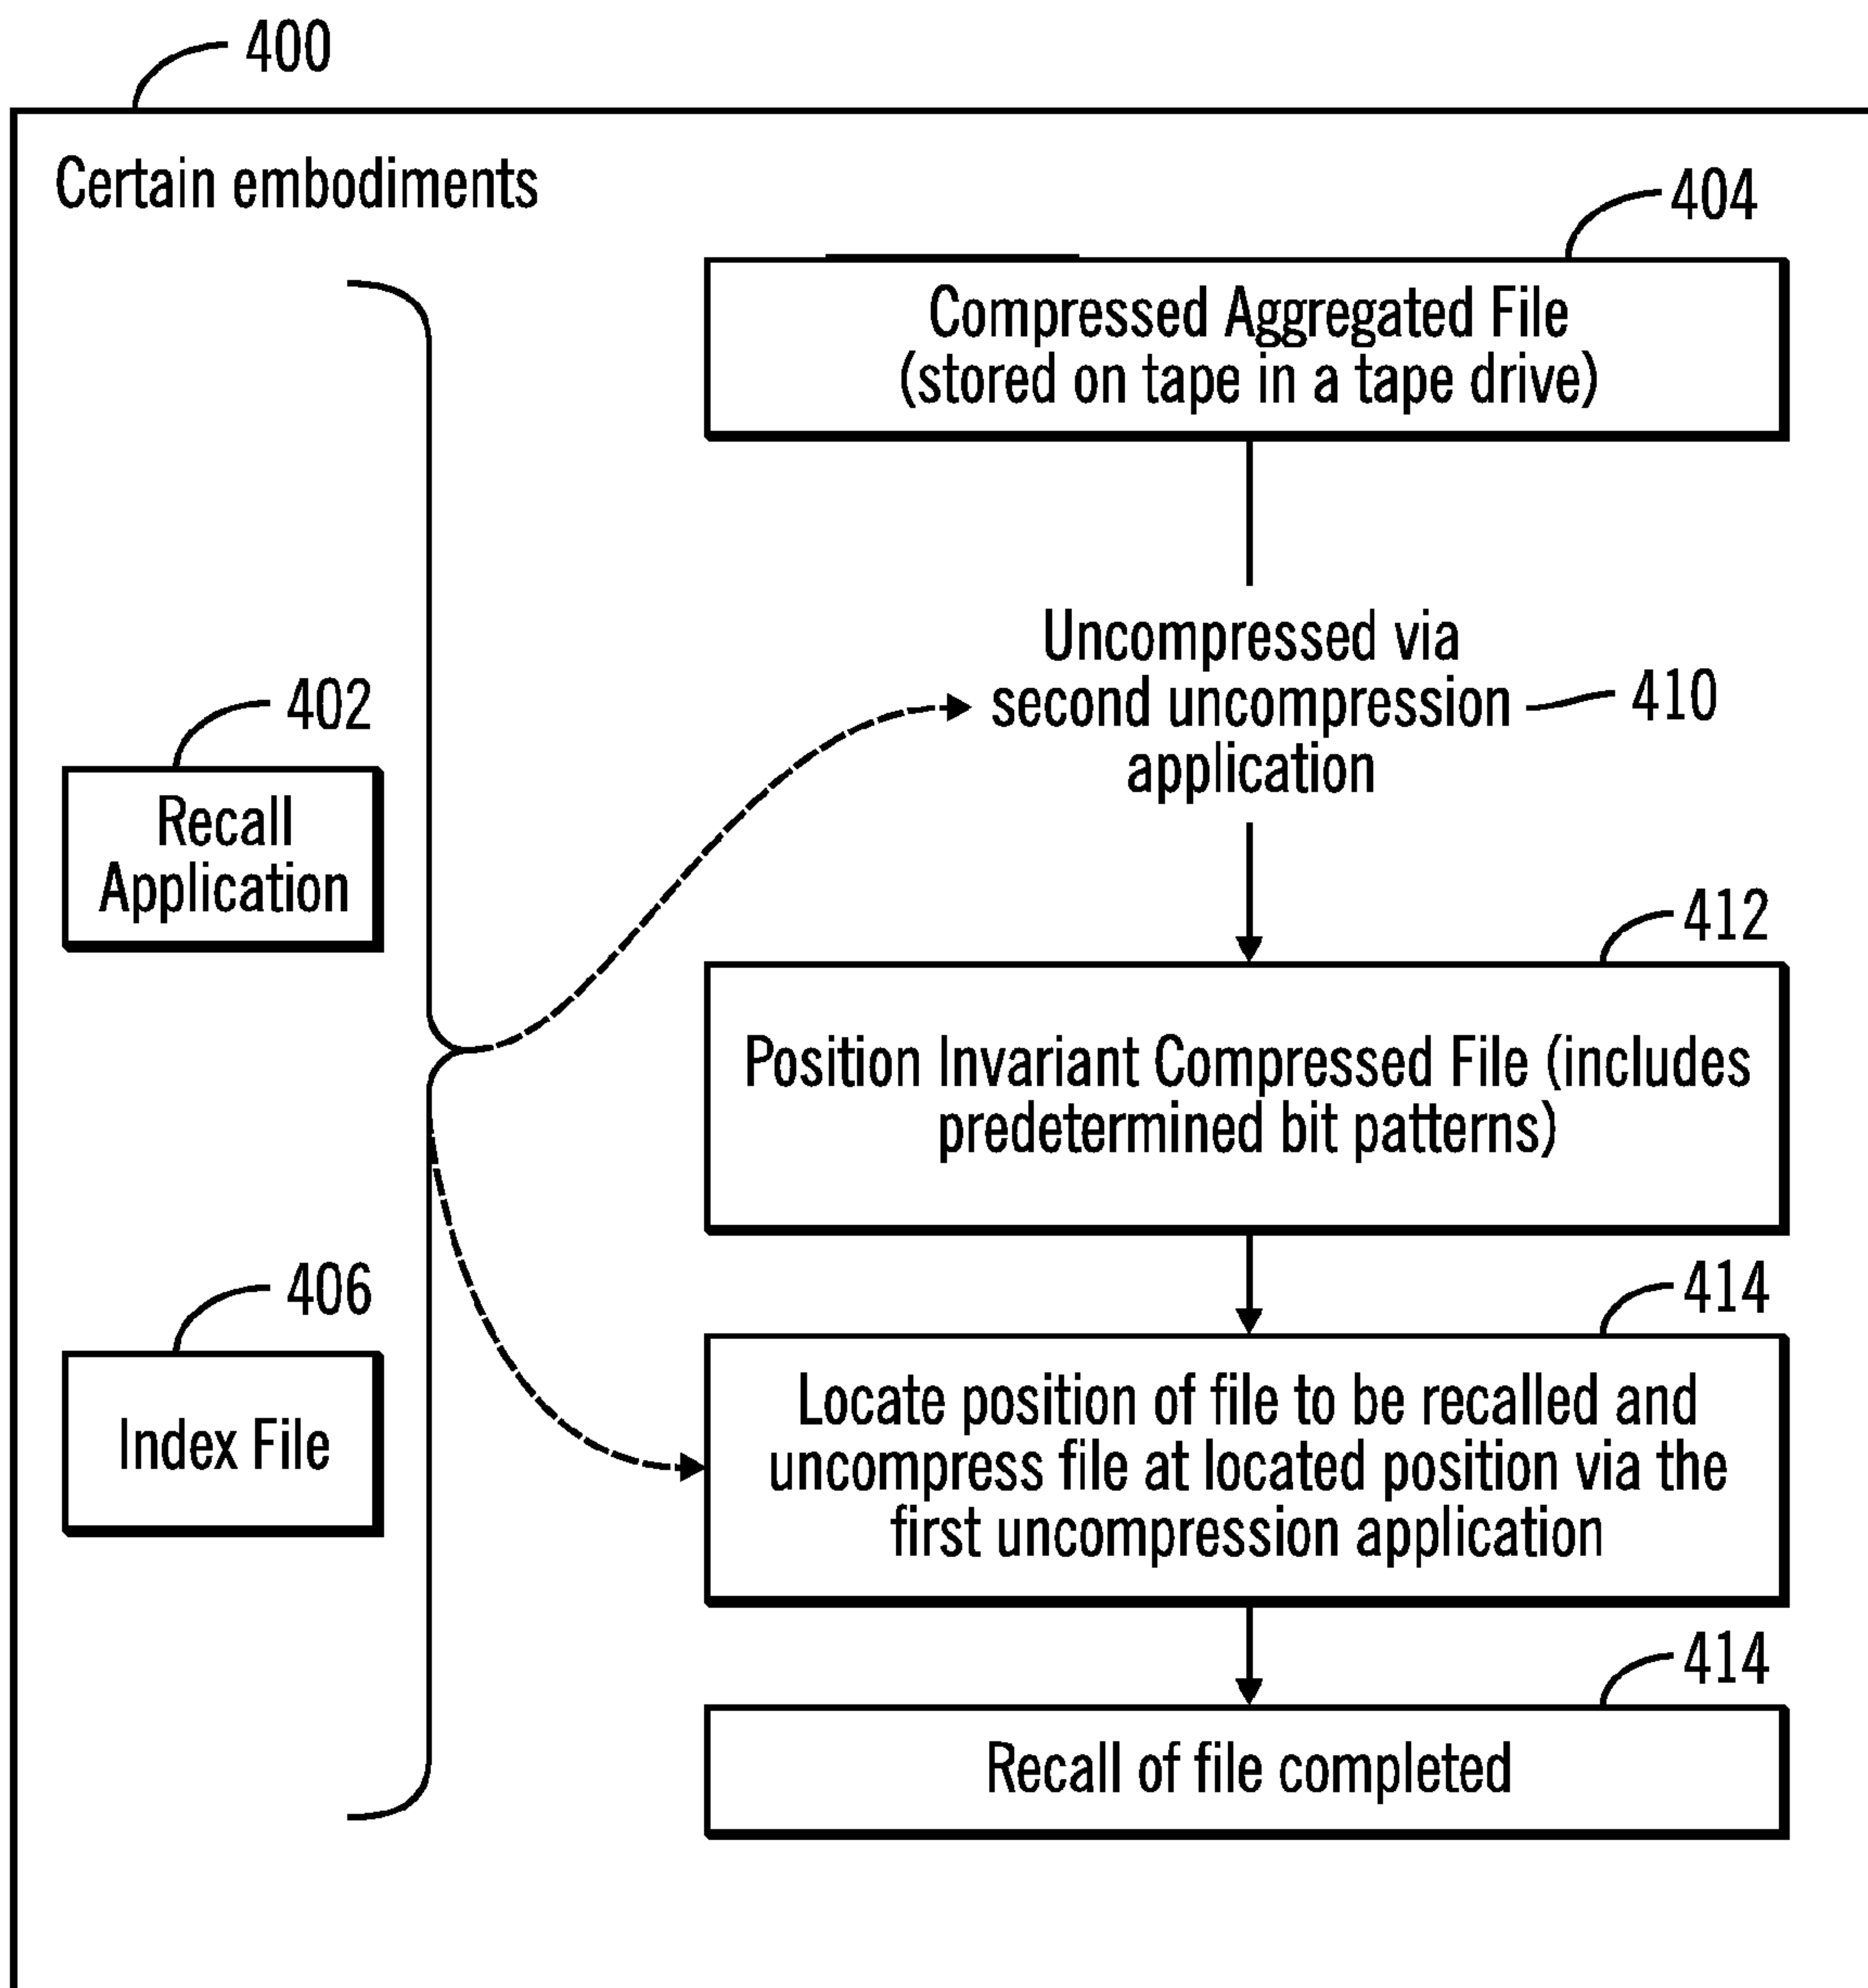 400
Certain embodiments
404
Compressed Aggregated File
(stored on tape in a tape drive)
Uncompressed via
second uncompression
application
410
402
Recall
Application
412
Position Invariant Compressed File (includes
predetermined bit patterns)
406
Index File
414
Locate position of file to be recalled and
uncompress file at located position via the
first uncompression application
414
Recall of file completed